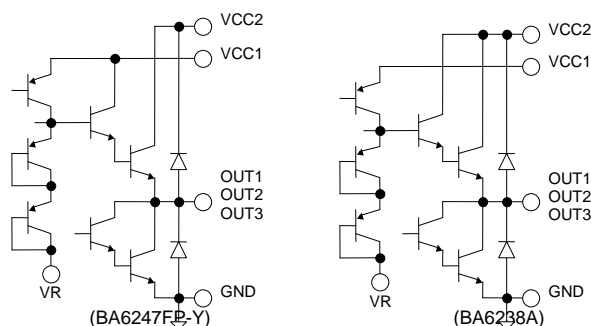 VCC2
VCC1
OUT1
OUT2
OUT3
VR
GND
(BA6247FP-Y)
VCC2
VCC1
OUT1
OUT2
OUT3
VR
GND
(BA6238A)